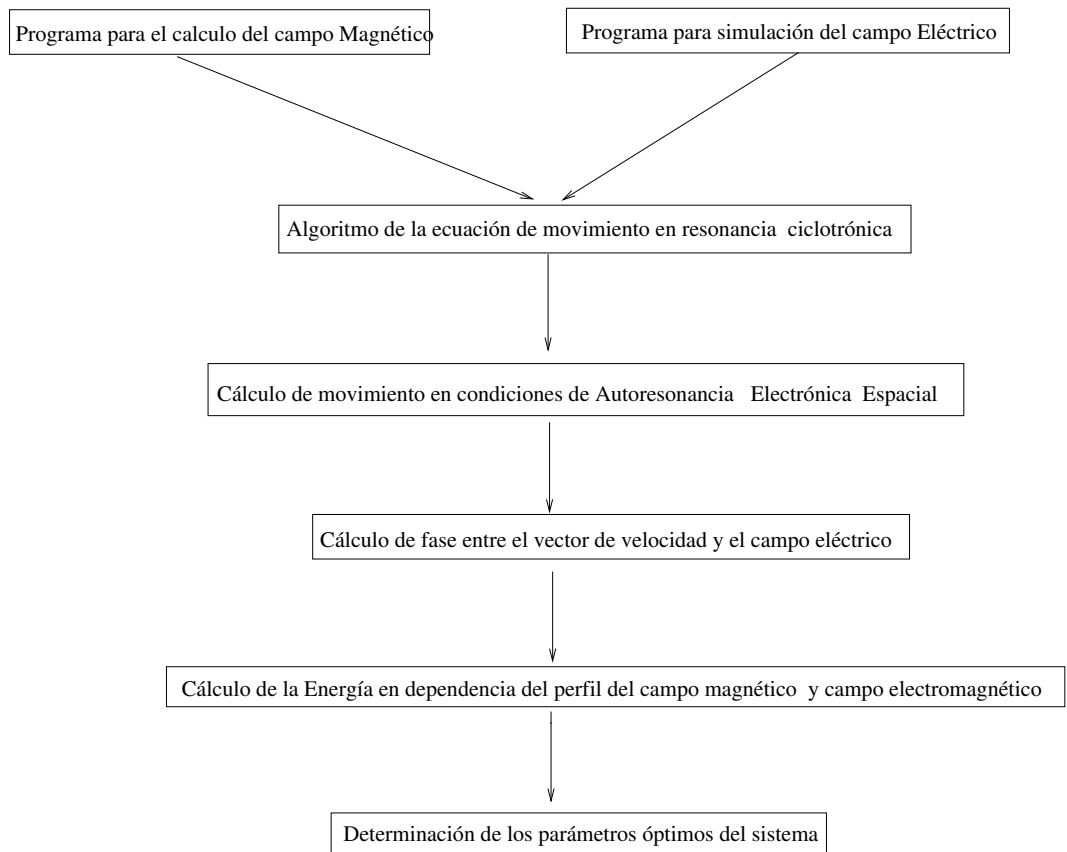 Programa para el calculo del campo Magnético
Programa para simulación del campo Eléctrico
Algoritmo de la ecuación de movimiento en resonancia ciclotrónica
Cálculo de movimiento en condiciones de Autoresonancia Electrónica Espacial
Cálculo de fase entre el vector de velocidad y el campo eléctrico
Cálculo de la Energía en dependencia del perfil del campo magnético y campo electromagnético
Determinación de los parámetros óptimos del sistema